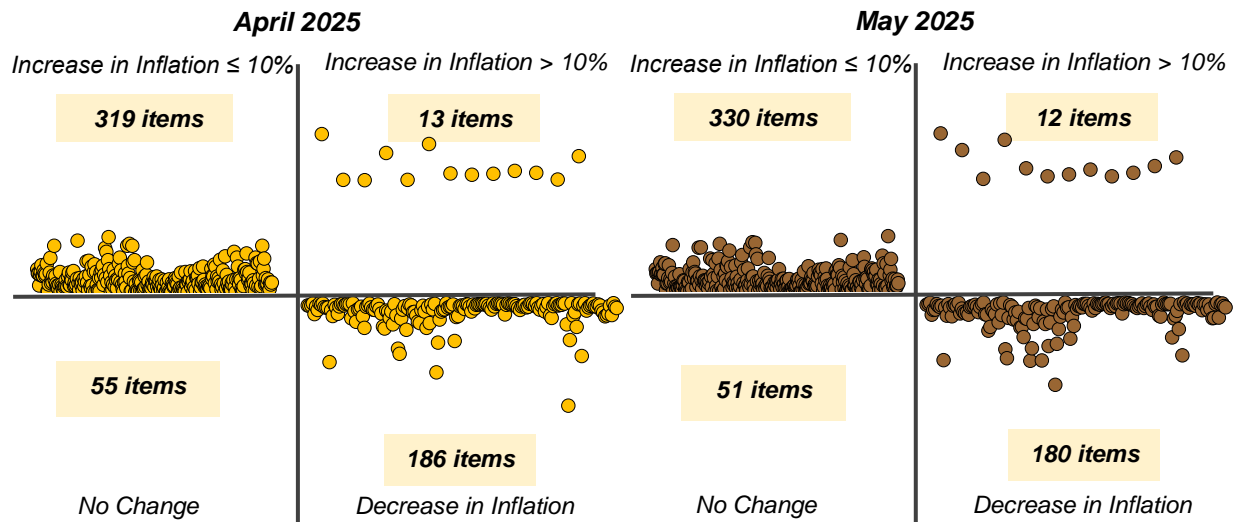 April 2025
Increase in Inflation ≤ 10%
Increase in Inflation > 10%
319 items
13 items
55 items
186 items
No Change
Decrease in Inflation
May 2025
Increase in Inflation ≤ 10%
Increase in Inflation > 10%
330 items
12 items
51 items
180 items
No Change
Decrease in Inflation